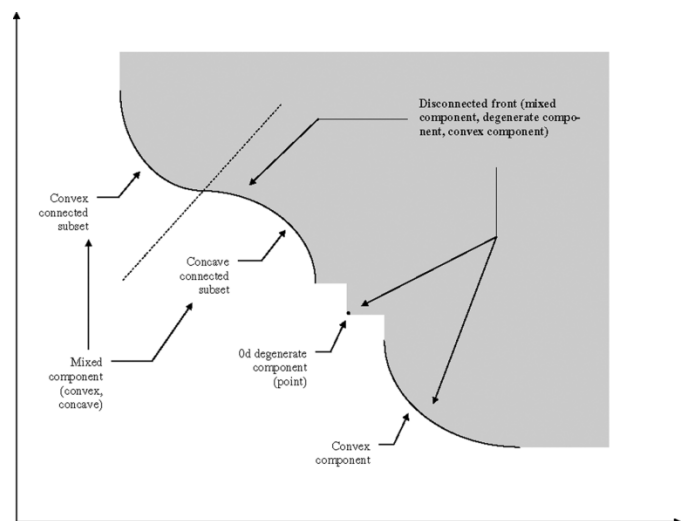 Disconnected front (mixed
component, degenerate compo-
nent, convex component)
Convex
connected
subset
Concave
connected
subset
0d degenerate
component
(point)
Mixed
component
(convex,
concave)
Convex
component